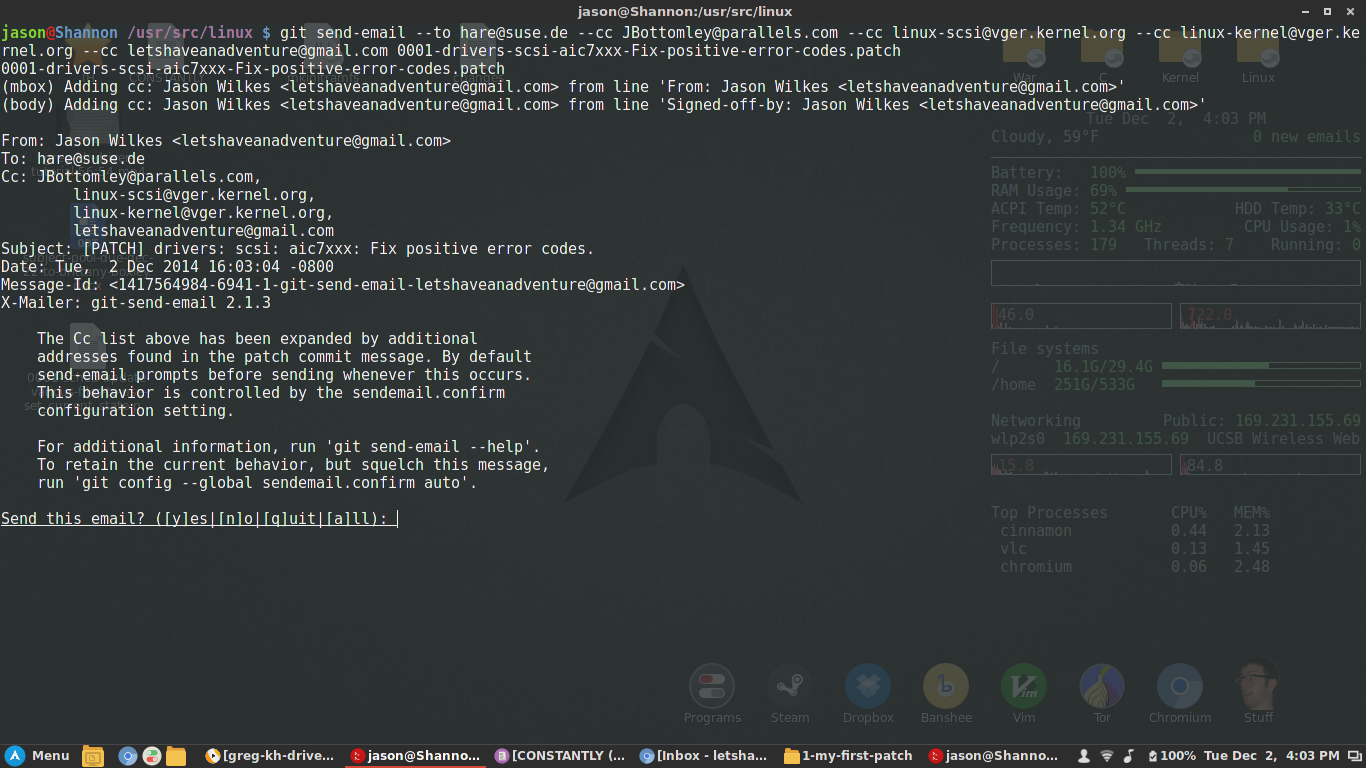 jason@Shannon:/usr/src/linux
jason@Shannon /usr/src/linux $ git send-email --to hare@suse.de --cc JBottomley@parallels.com --cc linux-scsi@vger.kernel.org --cc linux-kernel@vger.ke
rnel.org --cc letshaveanadventure@gmail.com 0001-drivers-scsi-aic7xxx-Fix-positive-error-codes.patch
0001-drivers-scsi-aic7xxx-Fix-positive-error-codes.patch
(mbox) Adding cc: Jason Wilkes <letshaveanadventure@gmail.com> from line 'From: Jason Wilkes <letshaveanadventure@gmail.com>'
(body) Adding cc: Jason Wilkes <letshaveanadventure@gmail.com> from line 'Signed-off-by: Jason Wilkes <letshaveanadventure@gmail.com>'
From: Jason Wilkes <letshaveanadventure@gmail.com>
To: hare@suse.de
Cc: JBottomley@parallels.com,
linux-scsi@vger.kernel.org,
linux-kernel@vger.kernel.org,
letshaveanadventure@gmail.com
Subject: [PATCH] drivers: scsi: aic7xxx: Fix positive error codes.
Date: Tue,  2 Dec 2014 16:03:04 -0800
Message-Id: <1417564984-6941-1-git-send-email-letshaveanadventure@gmail.com>
X-Mailer: git-send-email 2.1.3
The Cc list above has been expanded by additional
addresses found in the patch commit message. By default
send-email prompts before sending whenever this occurs.
This behavior is controlled by the sendemail.confirm
configuration setting.
For additional information, run 'git send-email --help'.
To retain the current behavior, but squelch this message,
run 'git config --global sendemail.confirm auto'.
Send this email? ([y]es|[n]o|[q]uit|[a]ll):
War C Kernel Linux
Tue Dec  2,  4:03 PM
Cloudy, 59°F 0 new emails
Battery: 100%
RAM Usage: 69%
ACPI Temp: 52°C HDD Temp: 33°C
Frequency: 1.34 GHz CPU Usage: 1%
Processes: 179 Threads: 7 Running: 0
46.0 722.0
File systems
/ 16.1G/29.4G
/home 251G/533G
Networking Public: 169.231.155.69
wlp2s0 169.231.155.69 UCSB Wireless Web
15.8 84.8
Top Processes CPU% MEM%
cinnamon 0.44 2.13
vlc 0.13 1.45
chromium 0.06 2.48
Programs Steam Dropbox Banshee Vim Tor Chromium Stuff
Menu [greg-kh-drive... jason@Shanno... [CONSTANTLY (... [Inbox - letsha... 1-my-first-patch jason@Shanno... 100% Tue Dec  2,  4:03 PM